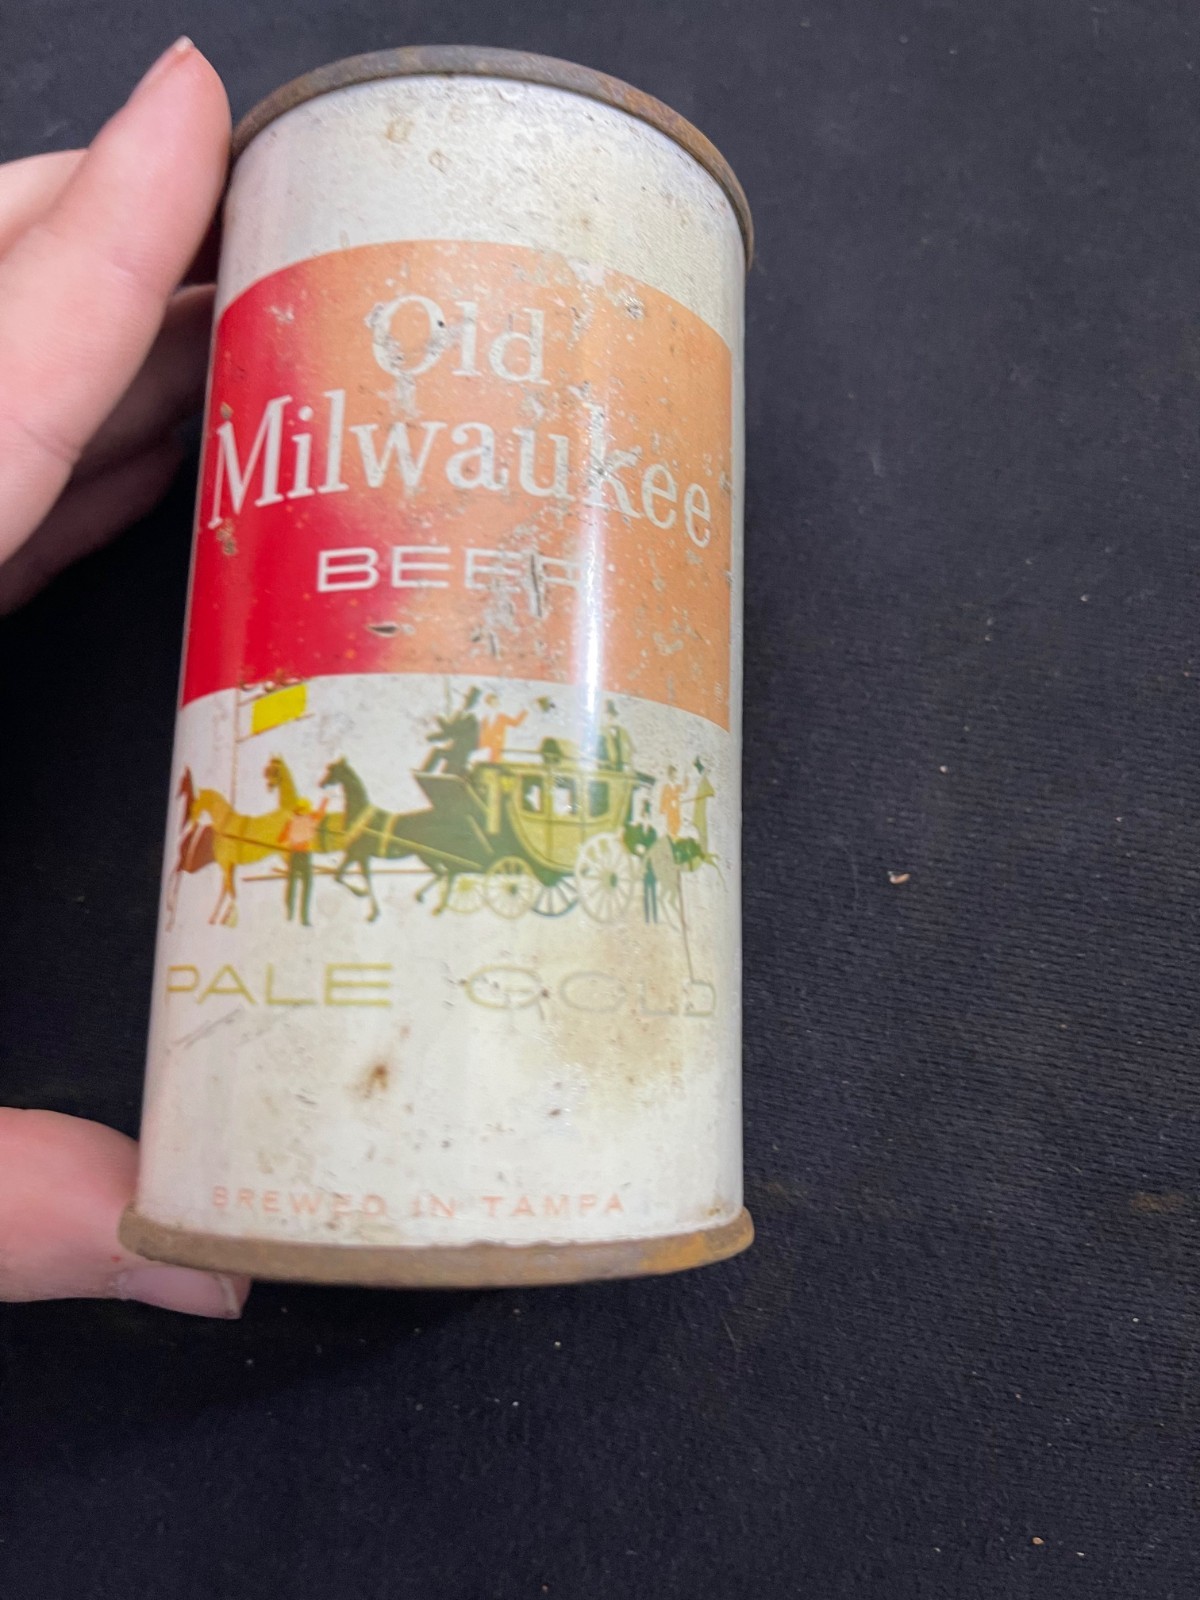 Old
Milwaukee
BEER
PALE GOLD
BREWED IN TAMPA